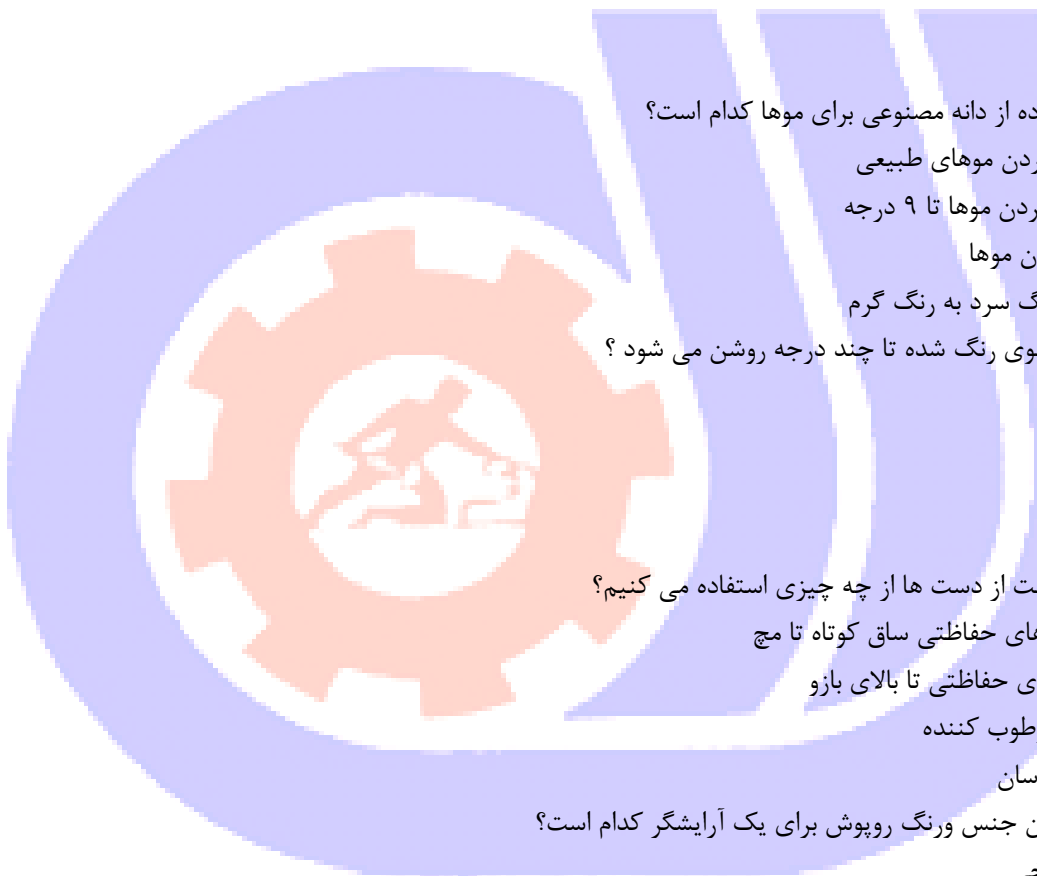 ده از دانه مصنوعی برای موها کدام است؟
ردن موهای طبیعی
ردن موها تا ۹ درجه
ن موها
گ سرد به رنگ گرم
وی رنگ شده تا چند درجه روشن می شود ؟
ت از دست ها از چه چیزی استفاده می کنیم؟
های حفاظتی ساق کوتاه تا مچ
ی حفاظتی تا بالای بازو
طوب کننده
سان
ن جنس ورنگ روپوش برای یک آرایشگر کدام است؟